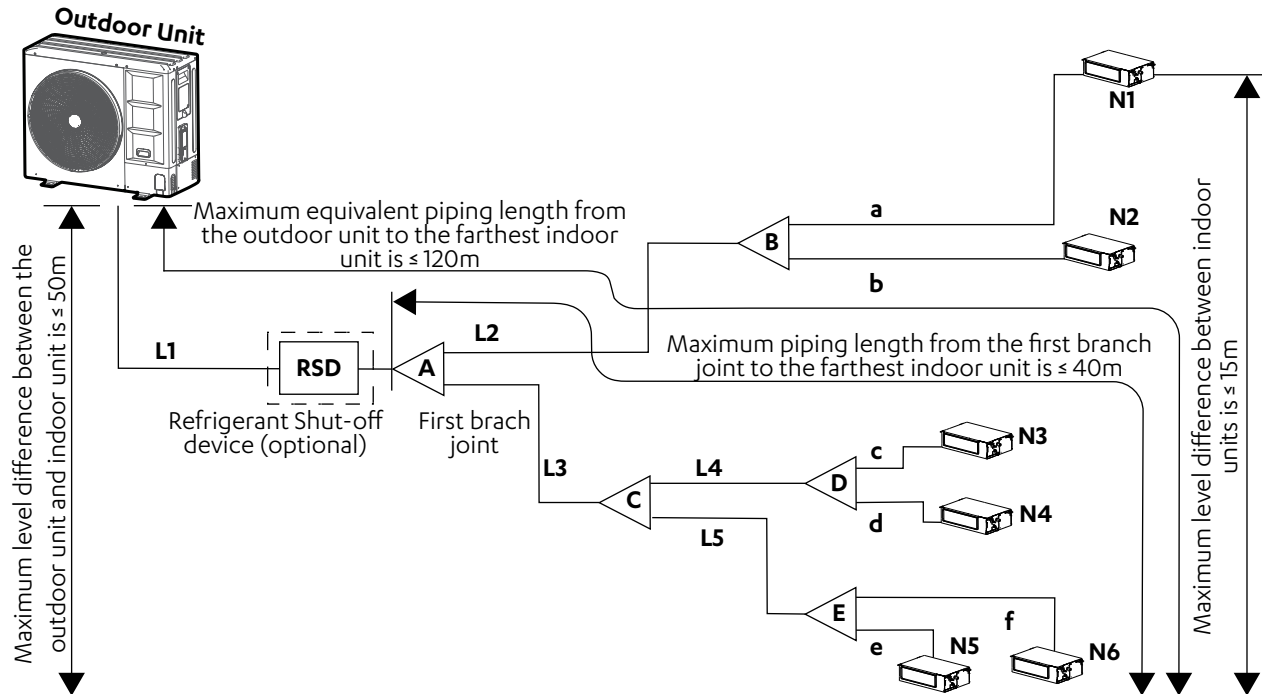 Outdoor Unit
N1
Maximum equivalent piping length from
the outdoor unit to the farthest indoor
unit is ≤ 120m
a
B
N2
b
L1
RSD
A
L2
Refrigerant Shut-off
device (optional)
First brach
joint
Maximum piping length from the first branch
joint to the farthest indoor unit is ≤ 40m
L3
C
L4
D
c
N3
d
N4
L5
E
f
e
N5
N6
Maximum level difference between the
outdoor unit and indoor unit is ≤ 50m
Maximum level difference between indoor
units is ≤ 15m